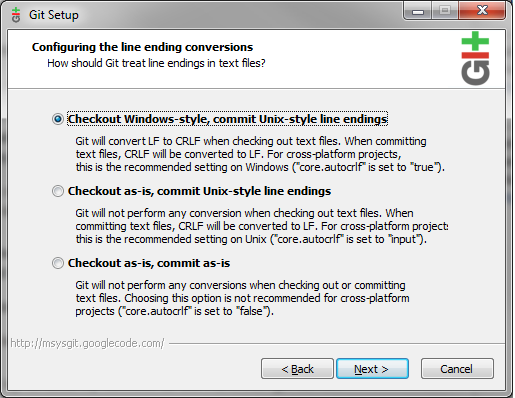 Git Setup
Configuring the line ending conversions
How should Git treat line endings in text files?
GIt
Checkout Windows-style, commit Unix-style line endings
Git will convert LF to CRLF when checking out text files. When committing
text files, CRLF will be converted to LF. For cross-platform projects,
this is the recommended setting on Windows ("core.autocrlf" is set to "true").
Checkout as-is, commit Unix-style line endings
Git will not perform any conversion when checking out text files. When
committing text files, CRLF will be converted to LF. For cross-platform project
this is the recommended setting on Unix ("core.autocrlf" is set to "input").
Checkout as-is, commit as-is
Git will not perform any conversions when checking out or committing
text files. Choosing this option is not recommended for cross-platform
projects ("core.autocrlf" is set to "false").
http://msysgit.googlecode.com/
< Back
Next >
Cancel